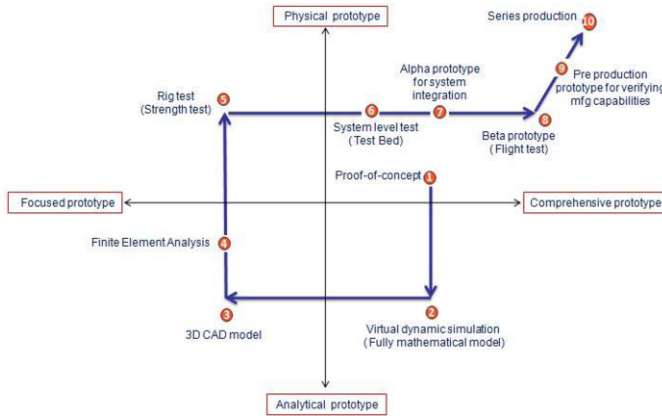 Physical prototype
Series production
10
9
Pre production
prototype for verifying
mfg capabilities
Alpha prototype
for system
integration
Rig test
(Strength test)
5
6
7
8
System level test
(Test Bed)
Beta prototype
(Flight test)
Proof-of-concept
1
Focused prototype
Comprehensive prototype
Finite Element Analysis
4
3
2
3D CAD model
Virtual dynamic simulation
(Fully mathematical model)
Analytical prototype